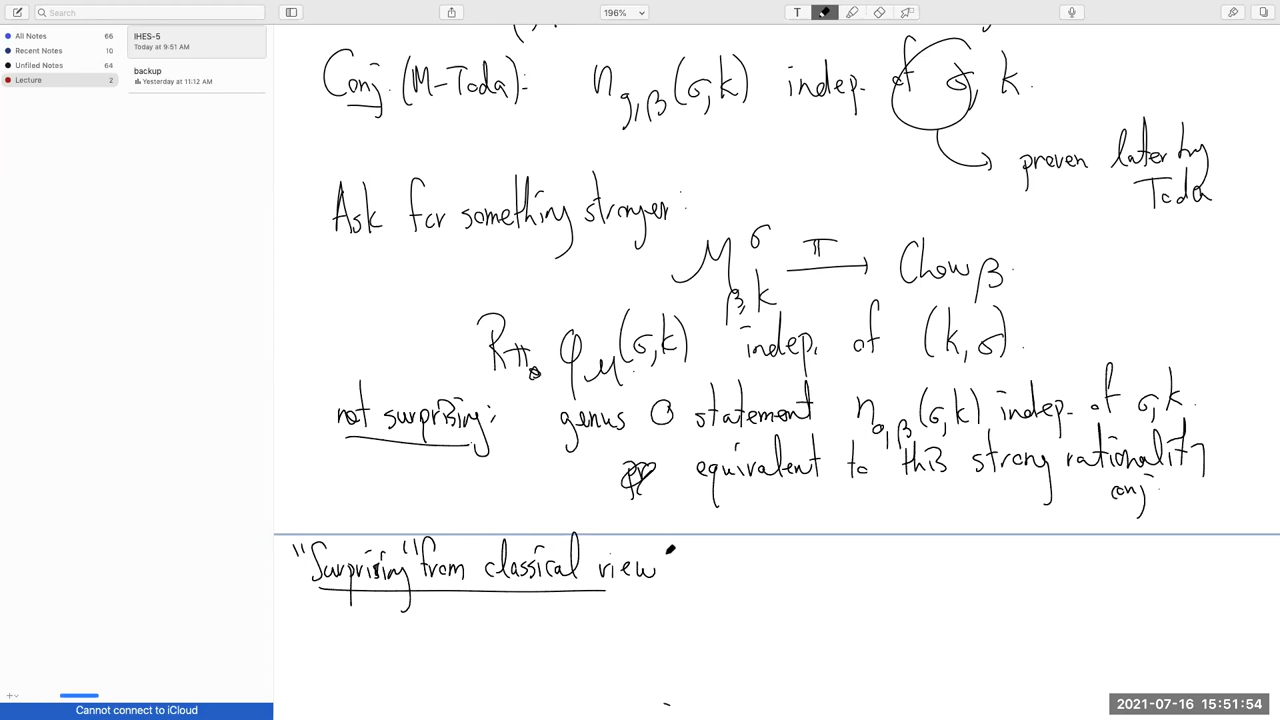 Search
196%
T
All Notes 66
Recent Notes 10
Unfiled Notes 64
Lecture 2
IHES-5
Today at 9:51 AM
backup
Yesterday at 11:12 AM
Conj. (M-Toda): n_{g,β}(σ,k) indep. of σ, k.
proven later by
Toda
Ask for something stronger:
M^σ_{β,k} —π→ Chow_β.
Rπ_* φ_M(σ,k) indep. of (k,σ).
not surprising: genus 0 statement n_{0,β}(σ,k) indep. of σ,k.
equivalent to this strong rationality
conj.
"Surprising" from classical view
Cannot connect to iCloud
2021-07-16 15:51:54